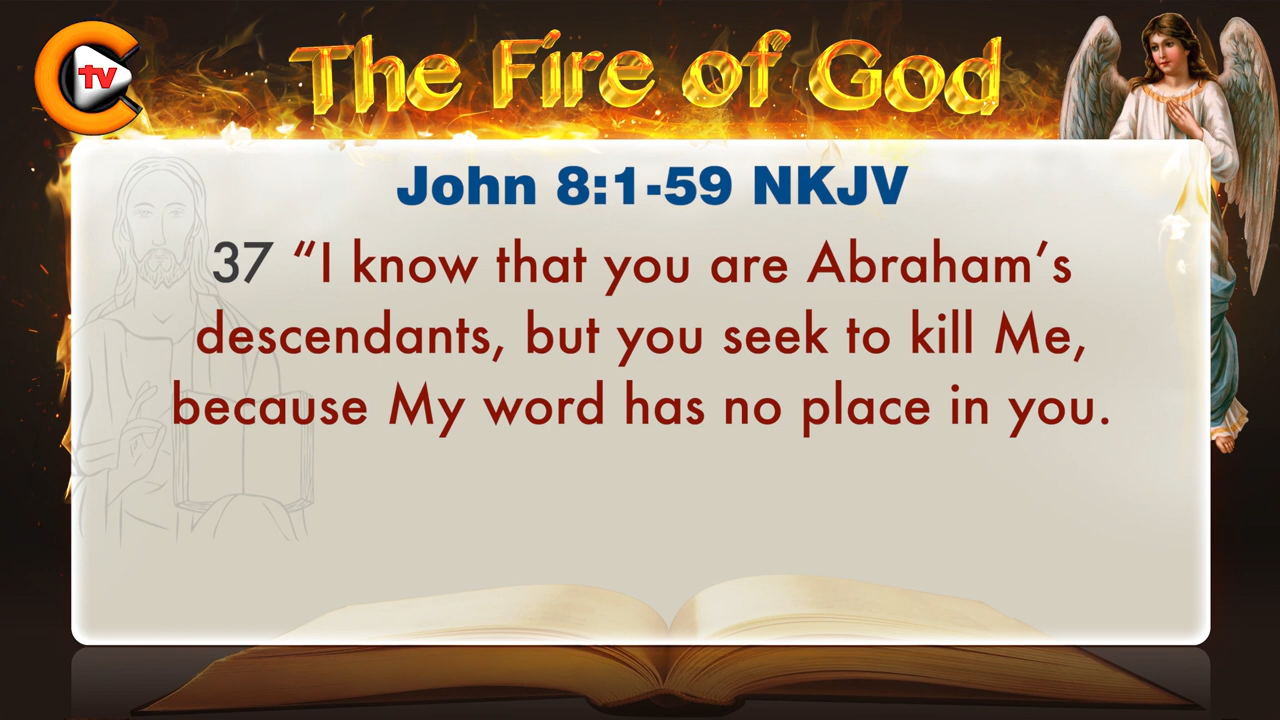 tv
The Fire of God
John 8:1-59 NKJV
37 “I know that you are Abraham’s
descendants, but you seek to kill Me,
because My word has no place in you.